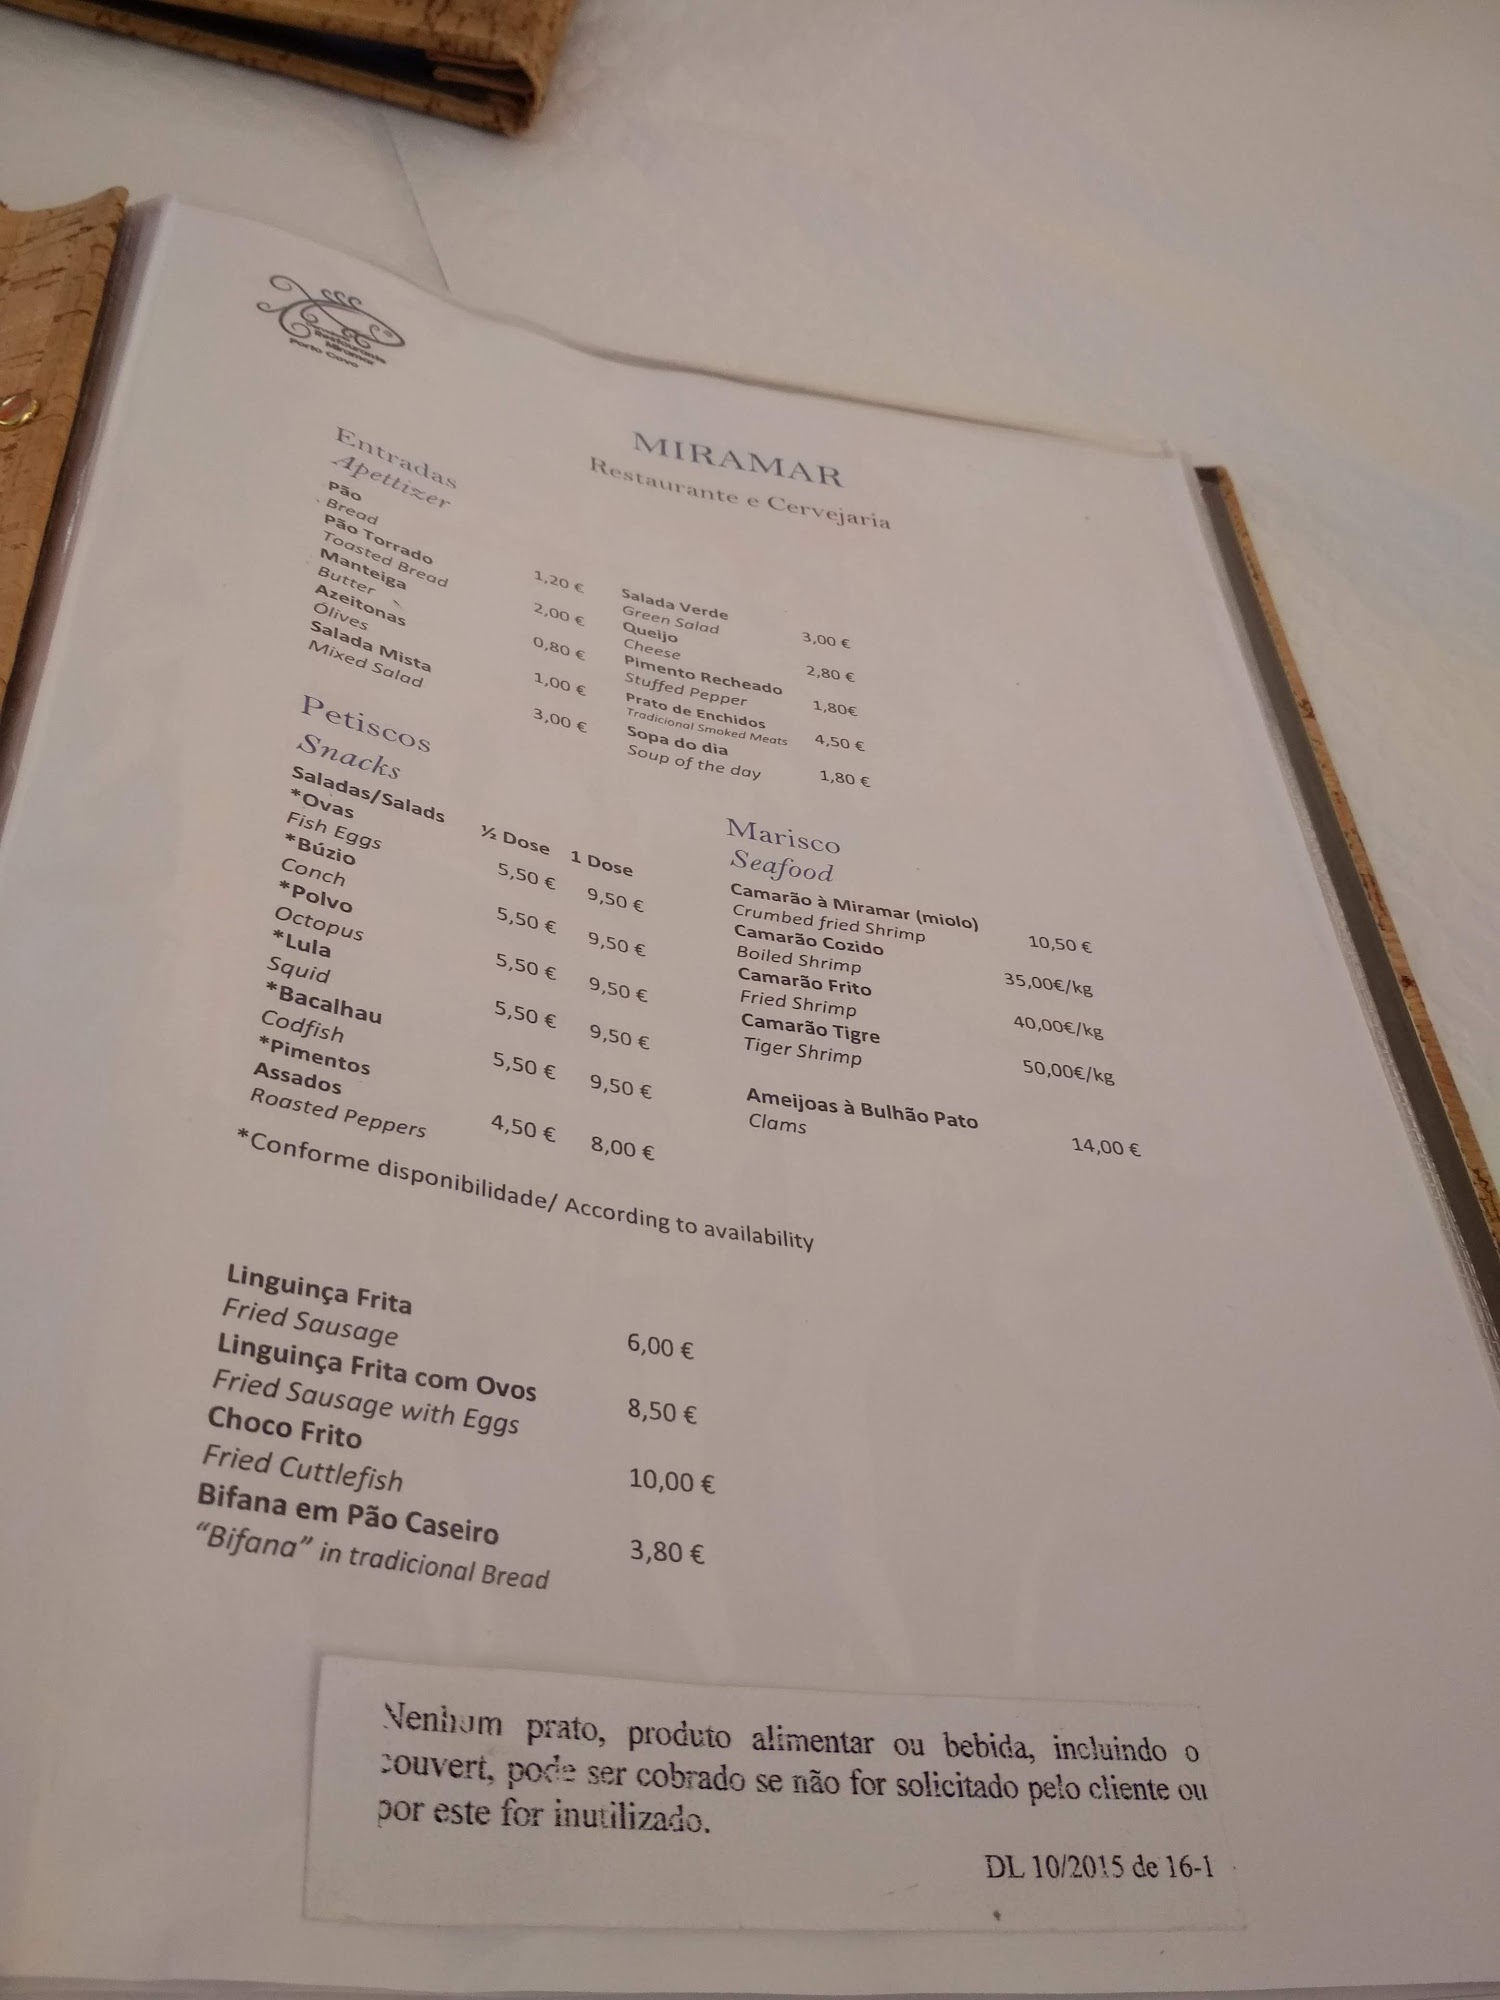 Restaurante
Miramar
Porto Covo
MIRAMAR
Restaurante e Cervejaria
Entradas
Apettizer
Pão
Bread 1,20 €
Pão Torrado
Toasted Bread 2,00 €
Manteiga
Butter 0,80 €
Azeitonas
Ólives 1,00 €
Salada Mista
Mixed Salad 3,00 €
Salada Verde
Green Salad 3,00 €
Queijo
Cheese 2,80 €
Pimento Recheado
Stuffed Pepper 1,80€
Prato de Enchidos
Tradicional Smoked Meats 4,50 €
Sopa do dia
Soup of the day 1,80 €
Petiscos
Snacks
Saladas/Salads ½ Dose 1 Dose
*Ovas
Fish Eggs 5,50 € 9,50 €
*Búzio
Conch 5,50 € 9,50 €
*Polvo
Octopus 5,50 € 9,50 €
*Lula
Squid 5,50 € 9,50 €
*Bacalhau
Codfish 5,50 € 9,50 €
*Pimentos
Assados
Roasted Peppers 4,50 € 8,00 €
*Conforme disponibilidade/ According to availability
Marisco
Seafood
Camarão à Miramar (miolo)
Crumbed fried Shrimp 10,50 €
Camarão Cozido
Boiled Shrimp 35,00€/kg
Camarão Frito
Fried Shrimp 40,00€/kg
Camarão Tigre
Tiger Shrimp 50,00€/kg
Ameijoas à Bulhão Pato
Clams 14,00 €
Linguinça Frita
Fried Sausage 6,00 €
Linguinça Frita com Ovos
Fried Sausage with Eggs 8,50 €
Choco Frito
Fried Cuttlefish 10,00 €
Bifana em Pão Caseiro
“Bifana” in tradicional Bread 3,80 €
Nenhum prato, produto alimentar ou bebida, incluindo o
couvert, pode ser cobrado se não for solicitado pelo cliente ou
por este for inutilizado.
DL 10/2015 de 16-1